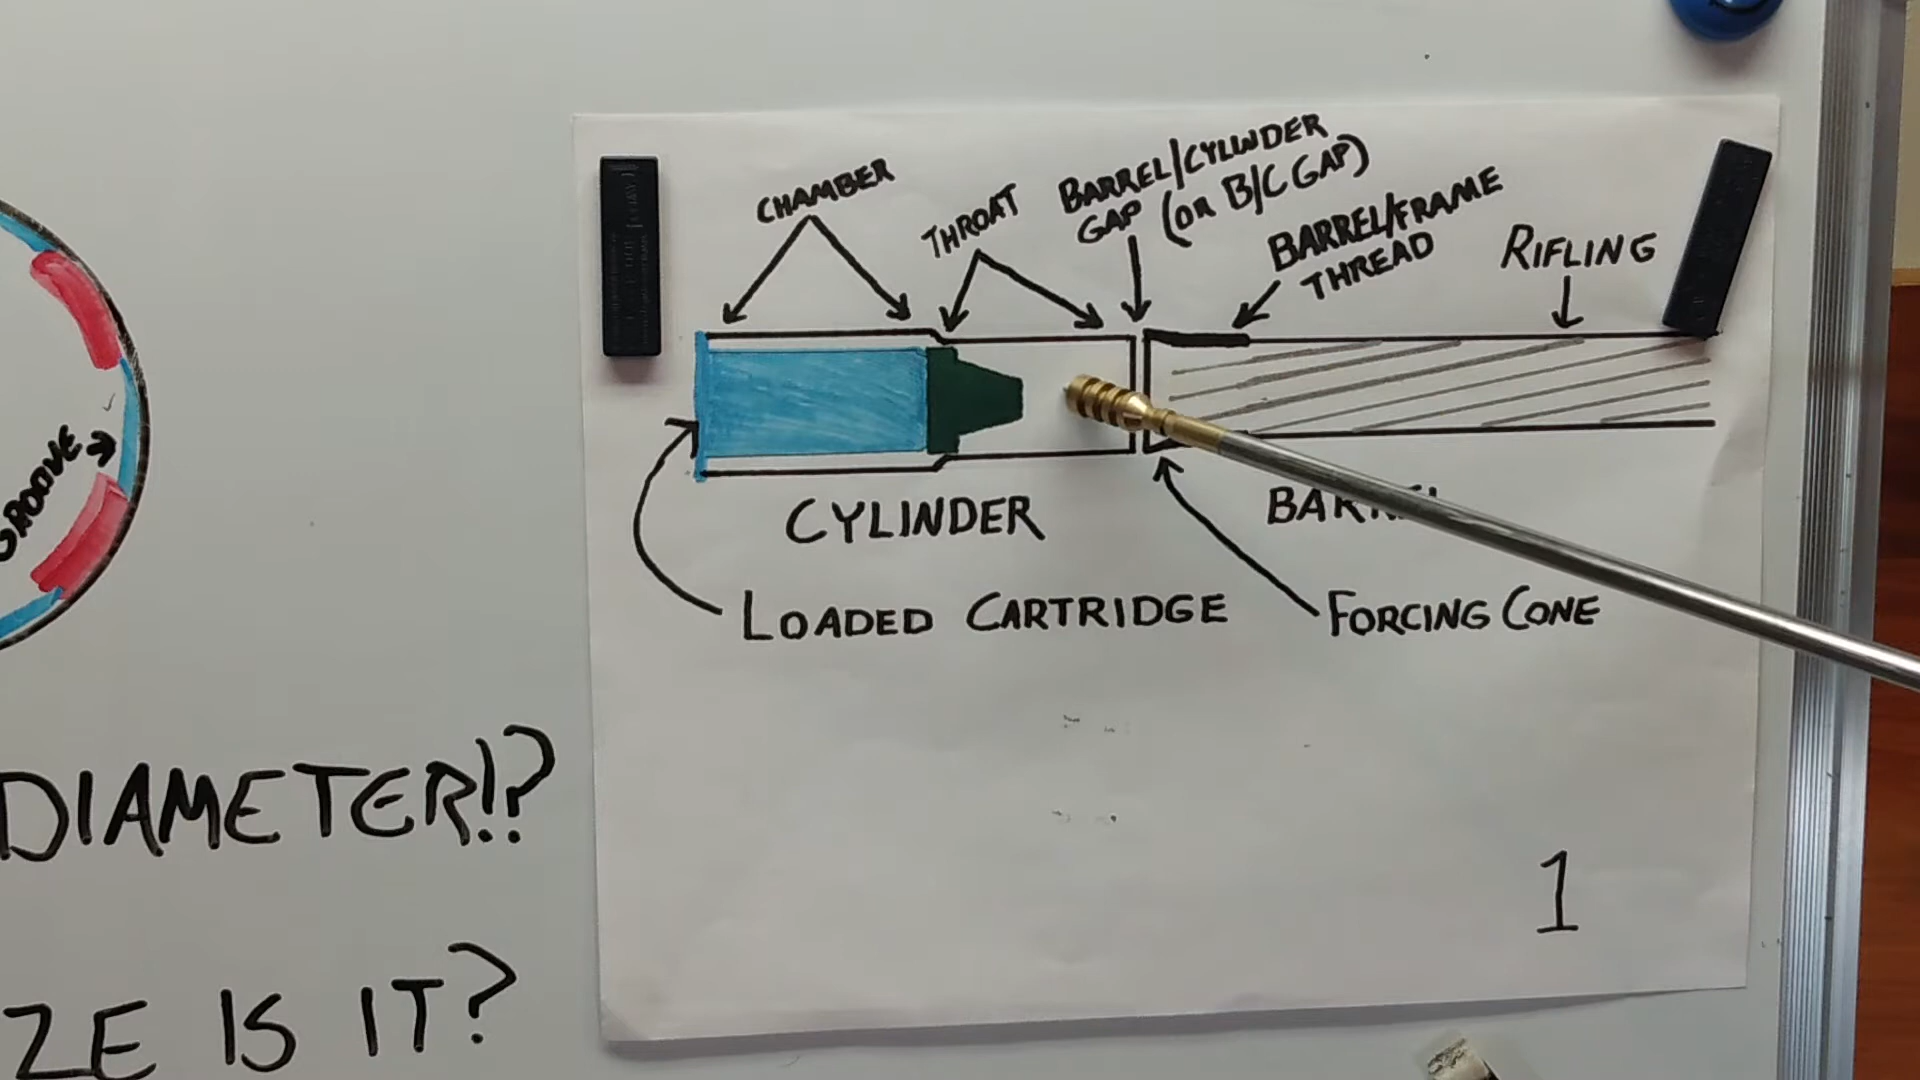 CHAMBER
THROAT
BARREL/CYLINDER
GAP (OR B/C GAP)
BARREL/FRAME
THREAD
RIFLING
GROOVE
CYLINDER
LOADED CARTRIDGE
FORCING CONE
DIAMETER!?
ZE IS IT?
1